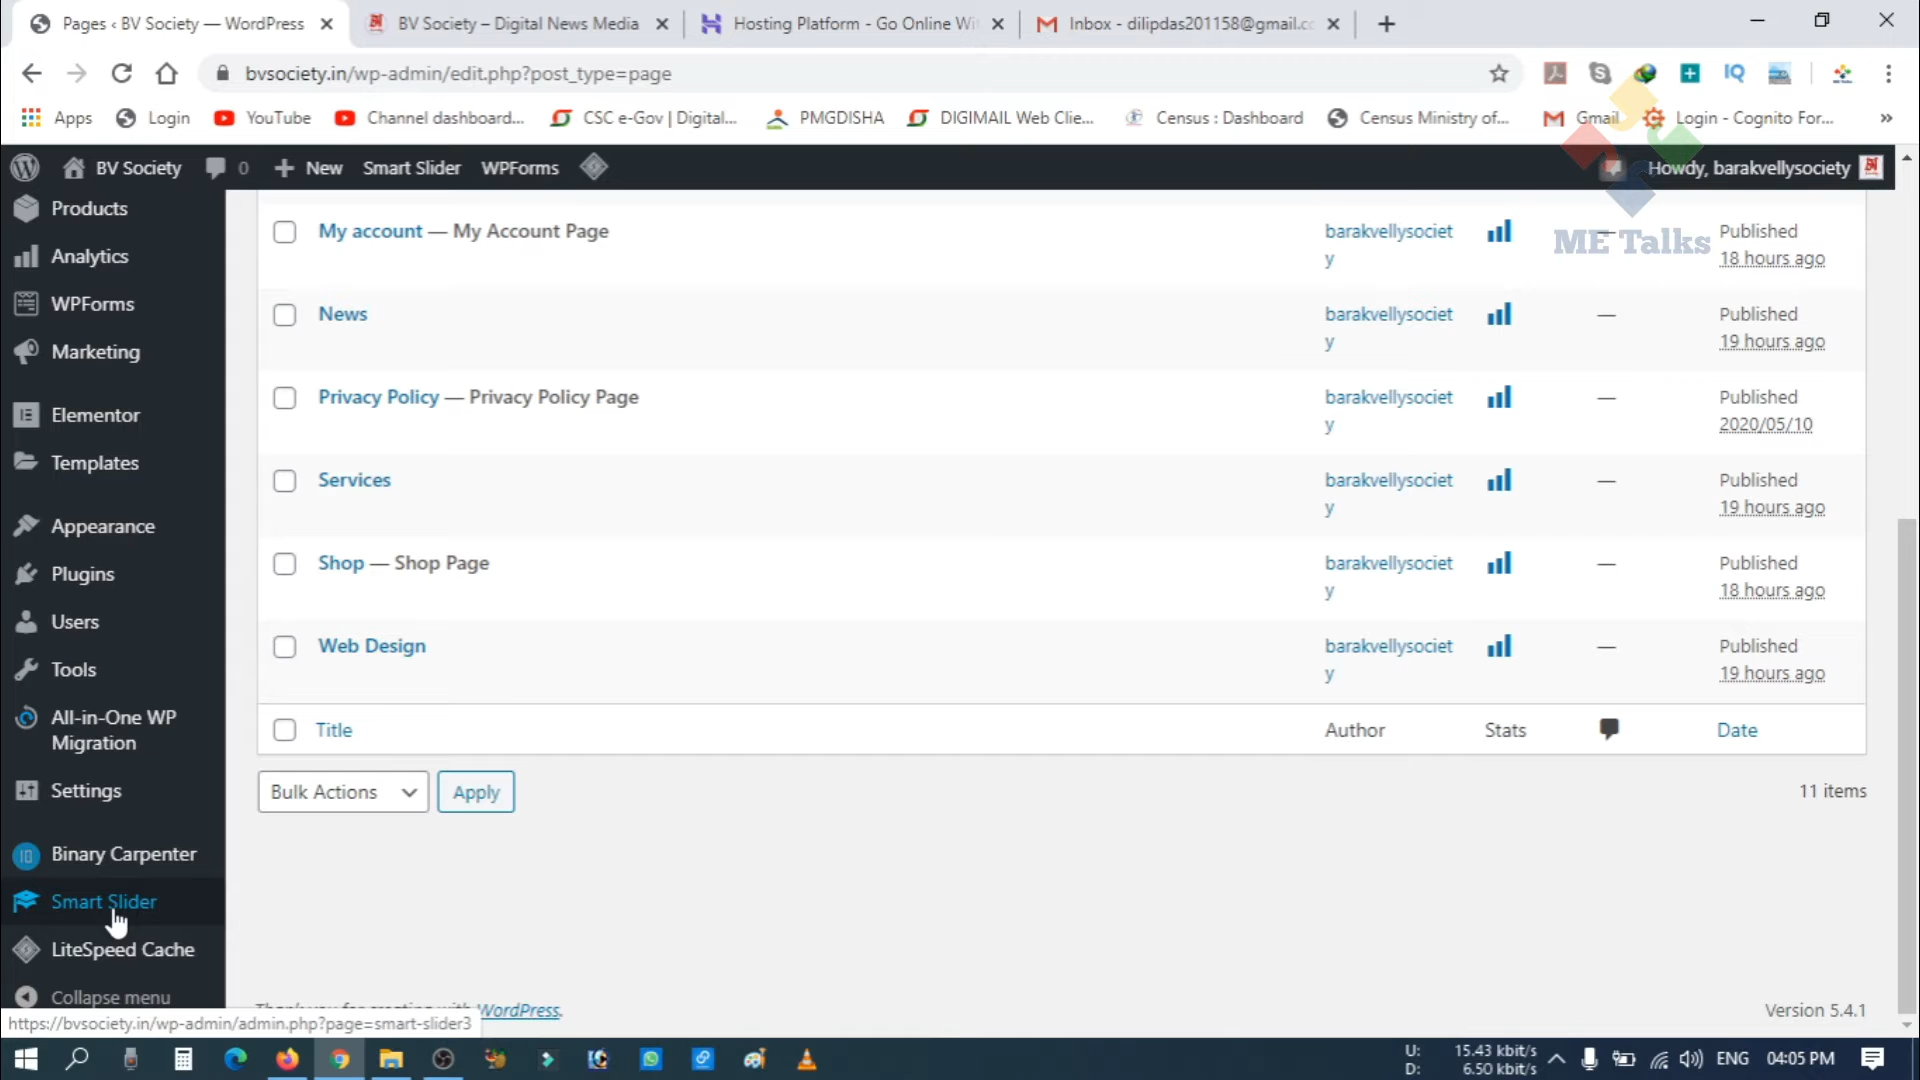 Pages ‹ BV Society — WordPress
BV Society – Digital News Media
Hosting Platform - Go Online Wi
Inbox - dilipdas201158@gmail.c
bvsociety.in/wp-admin/edit.php?post_type=page
IQ
Apps
Login
YouTube
Channel dashboard...
CSC e-Gov | Digital...
PMGDISHA
DIGIMAIL Web Clie...
Census : Dashboard
Census Ministry of...
Gmail
Login - Cognito For...
BV Society
0
New
Smart Slider
WPForms
Howdy, barakvellysociety
ME Talks
Products
Analytics
WPForms
Marketing
Elementor
Templates
Appearance
Plugins
Users
Tools
All-in-One WP
Migration
Settings
Binary Carpenter
Smart Slider
LiteSpeed Cache
Collapse menu
My account — My Account Page
barakvellysociet
y
—
Published
18 hours ago
News
barakvellysociet
y
—
Published
19 hours ago
Privacy Policy — Privacy Policy Page
barakvellysociet
y
—
Published
2020/05/10
Services
barakvellysociet
y
—
Published
19 hours ago
Shop — Shop Page
barakvellysociet
y
—
Published
18 hours ago
Web Design
barakvellysociet
y
—
Published
19 hours ago
Title
Author
Stats
Date
Bulk Actions
Apply
11 items
Thank you for creating with WordPress.
Version 5.4.1
https://bvsociety.in/wp-admin/admin.php?page=smart-slider3
U: 15.43 kbit/s
D: 6.50 kbit/s
ENG
04:05 PM